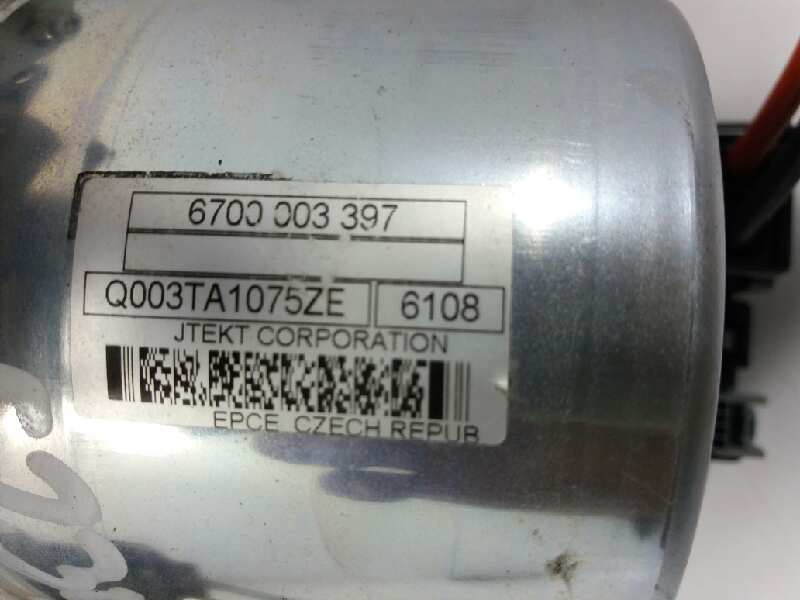 6700 003 397
Q003TA1075ZE 6108
JTEKT CORPORATION
EPCE CZECH REPUB